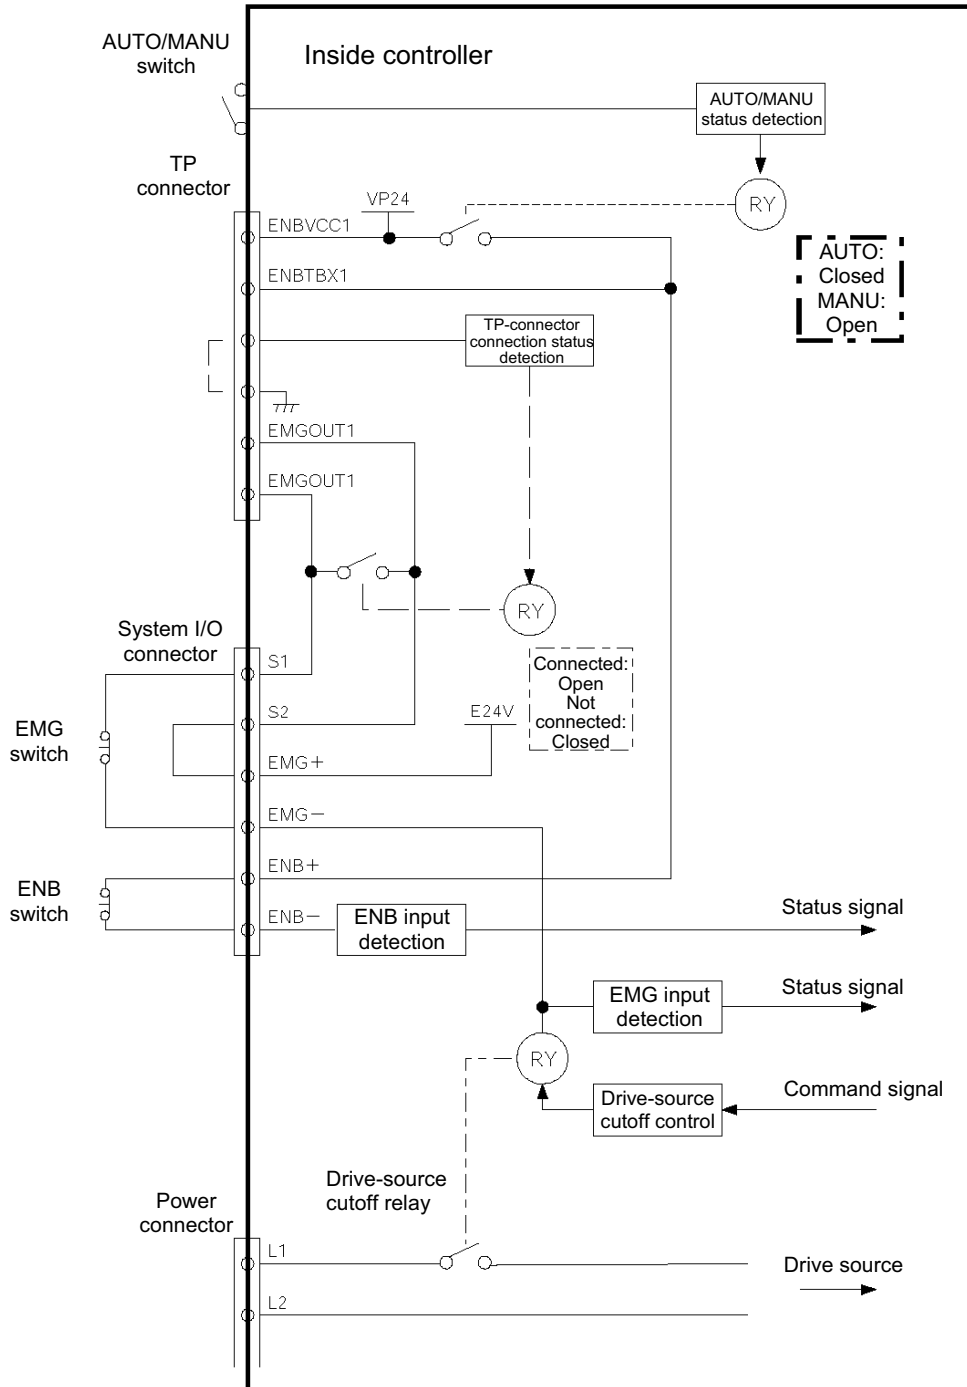 AUTO/MANU
switch
Inside controller
AUTO/MANU
status detection
TP
connector
VP24
RY
ENBVCC1
AUTO:
Closed
MANU:
Open
ENBTBX1
TP-connector
connection status
detection
EMGOUT1
EMGOUT1
RY
System I/O
connector
S1
Connected:
Open
Not
connected:
Closed
S2
E24V
EMG
switch
EMG+
EMG−
ENB+
ENB
switch
ENB−
ENB input
detection
Status signal
EMG input
detection
Status signal
RY
Drive-source
cutoff control
Command signal
Drive-source
cutoff relay
Power
connector
L1
Drive source
L2